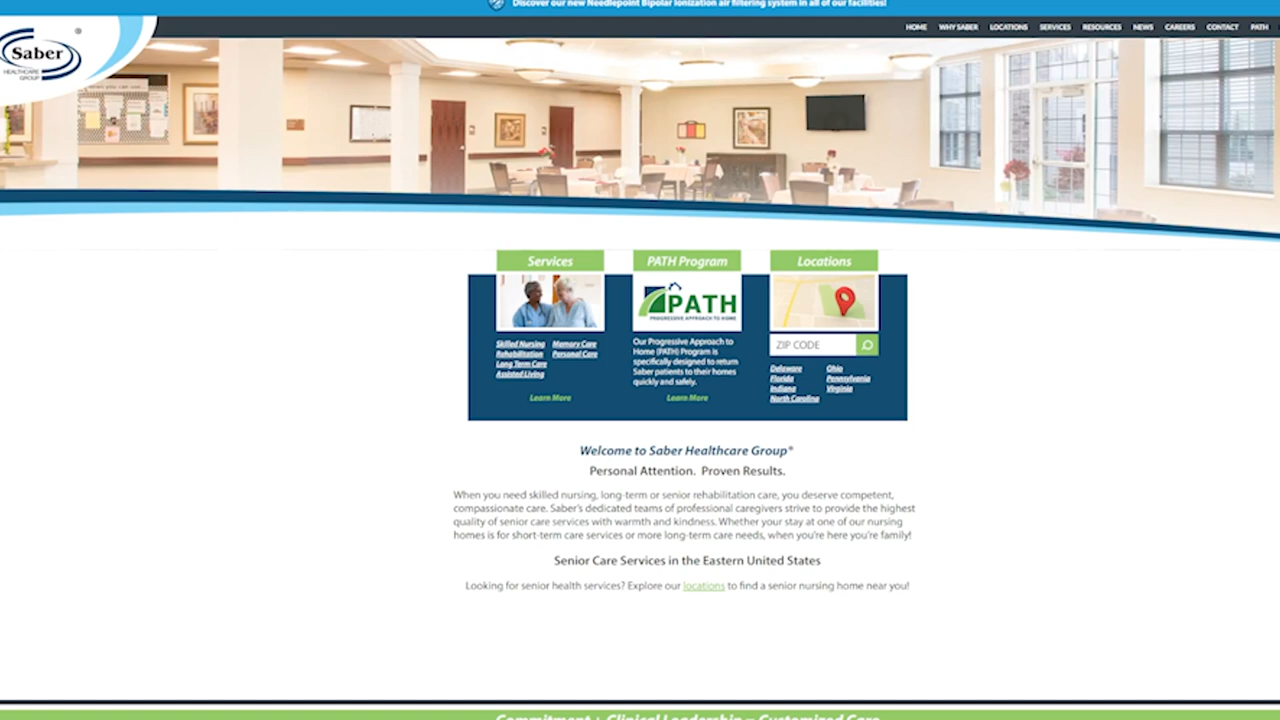 Discover our new Needlepoint Bipolar Ionization air filtering system in all of our facilities!
HOME WHY SABER LOCATIONS SERVICES RESOURCES NEWS CAREERS CONTACT PATH
Saber®
HEALTHCARE
GROUP
Services
PATH Program
Locations
PATH
PROGRESSIVE APPROACH TO HOME
Skilled Nursing Memory Care
Rehabilitation Personal Care
Long Term Care
Assisted Living
Learn More
Our Progressive Approach to
Home (PATH) Program is
specifically designed to return
Saber patients to their homes
quickly and safely.
Learn More
ZIP CODE
Delaware Ohio
Florida Pennsylvania
Indiana Virginia
North Carolina
Welcome to Saber Healthcare Group®
Personal Attention. Proven Results.
When you need skilled nursing, long-term or senior rehabilitation care, you deserve competent,
compassionate care. Saber's dedicated teams of professional caregivers strive to provide the highest
quality of senior care services with warmth and kindness. Whether your stay at one of our nursing
homes is for short-term care services or more long-term care needs, when you're here you're family!
Senior Care Services in the Eastern United States
Looking for senior health services? Explore our locations to find a senior nursing home near you!
Commitment + Clinical Leadership = Customized Care